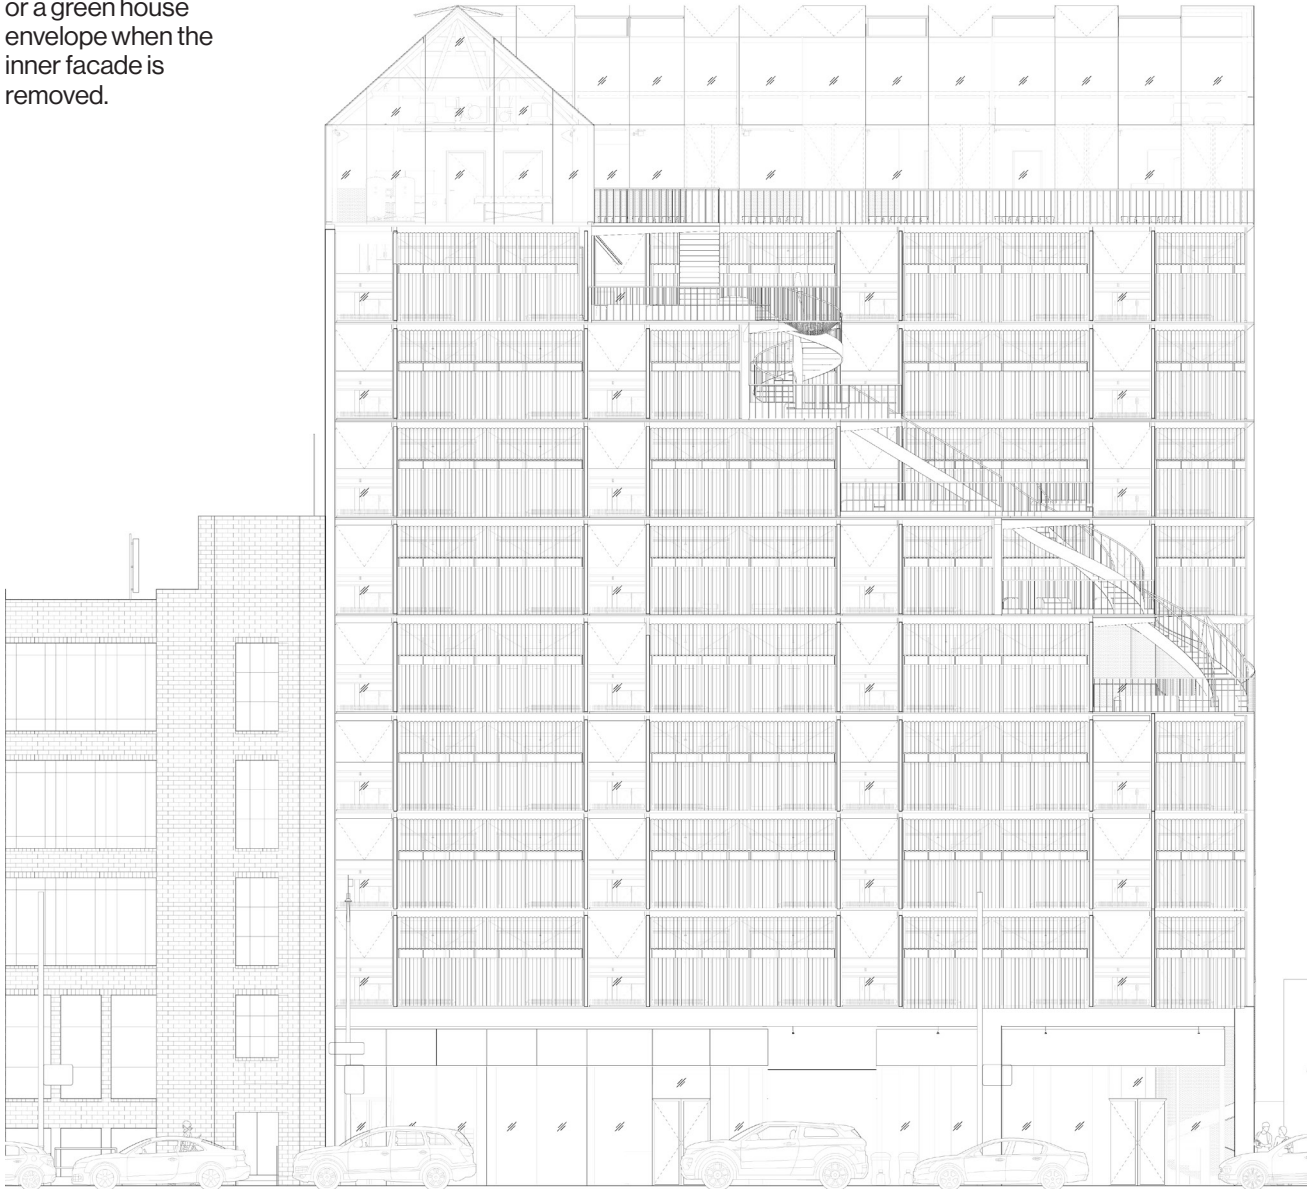 or a green house
envelope when the
inner facade is
removed.